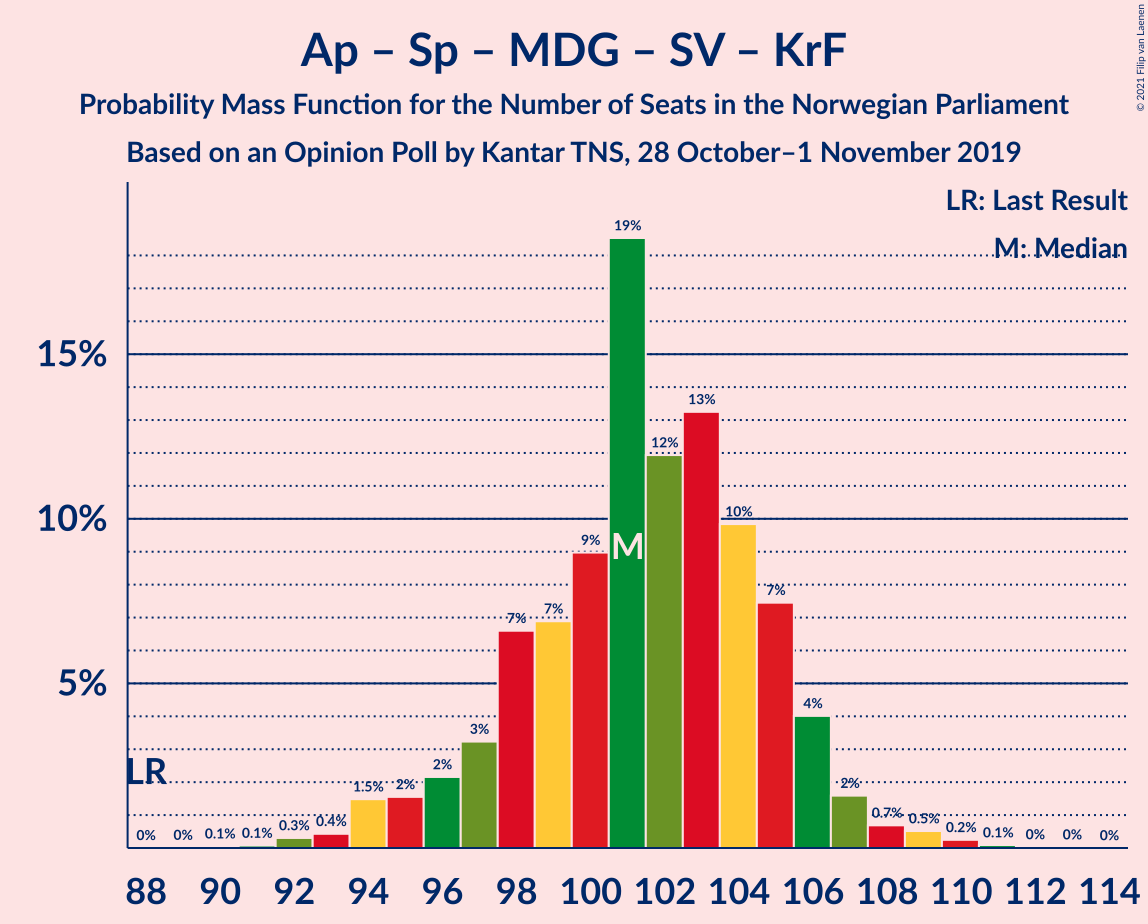 Ap – Sp – MDG – SV – KrF
Probability Mass Function for the Number of Seats in the Norwegian Parliament
Based on an Opinion Poll by Kantar TNS, 28 October–1 November 2019
© 2021 Filip van Laenen
LR: Last Result
M: Median
15%
10%
5%
LR
M
0% 0% 0.1% 0.1% 0.3% 0.4% 1.5% 2% 2% 3% 7% 7% 9% 19% 12% 13% 10% 7% 4% 2% 0.7% 0.5% 0.2% 0.1% 0% 0% 0%
88 90 92 94 96 98 100 102 104 106 108 110 112 114